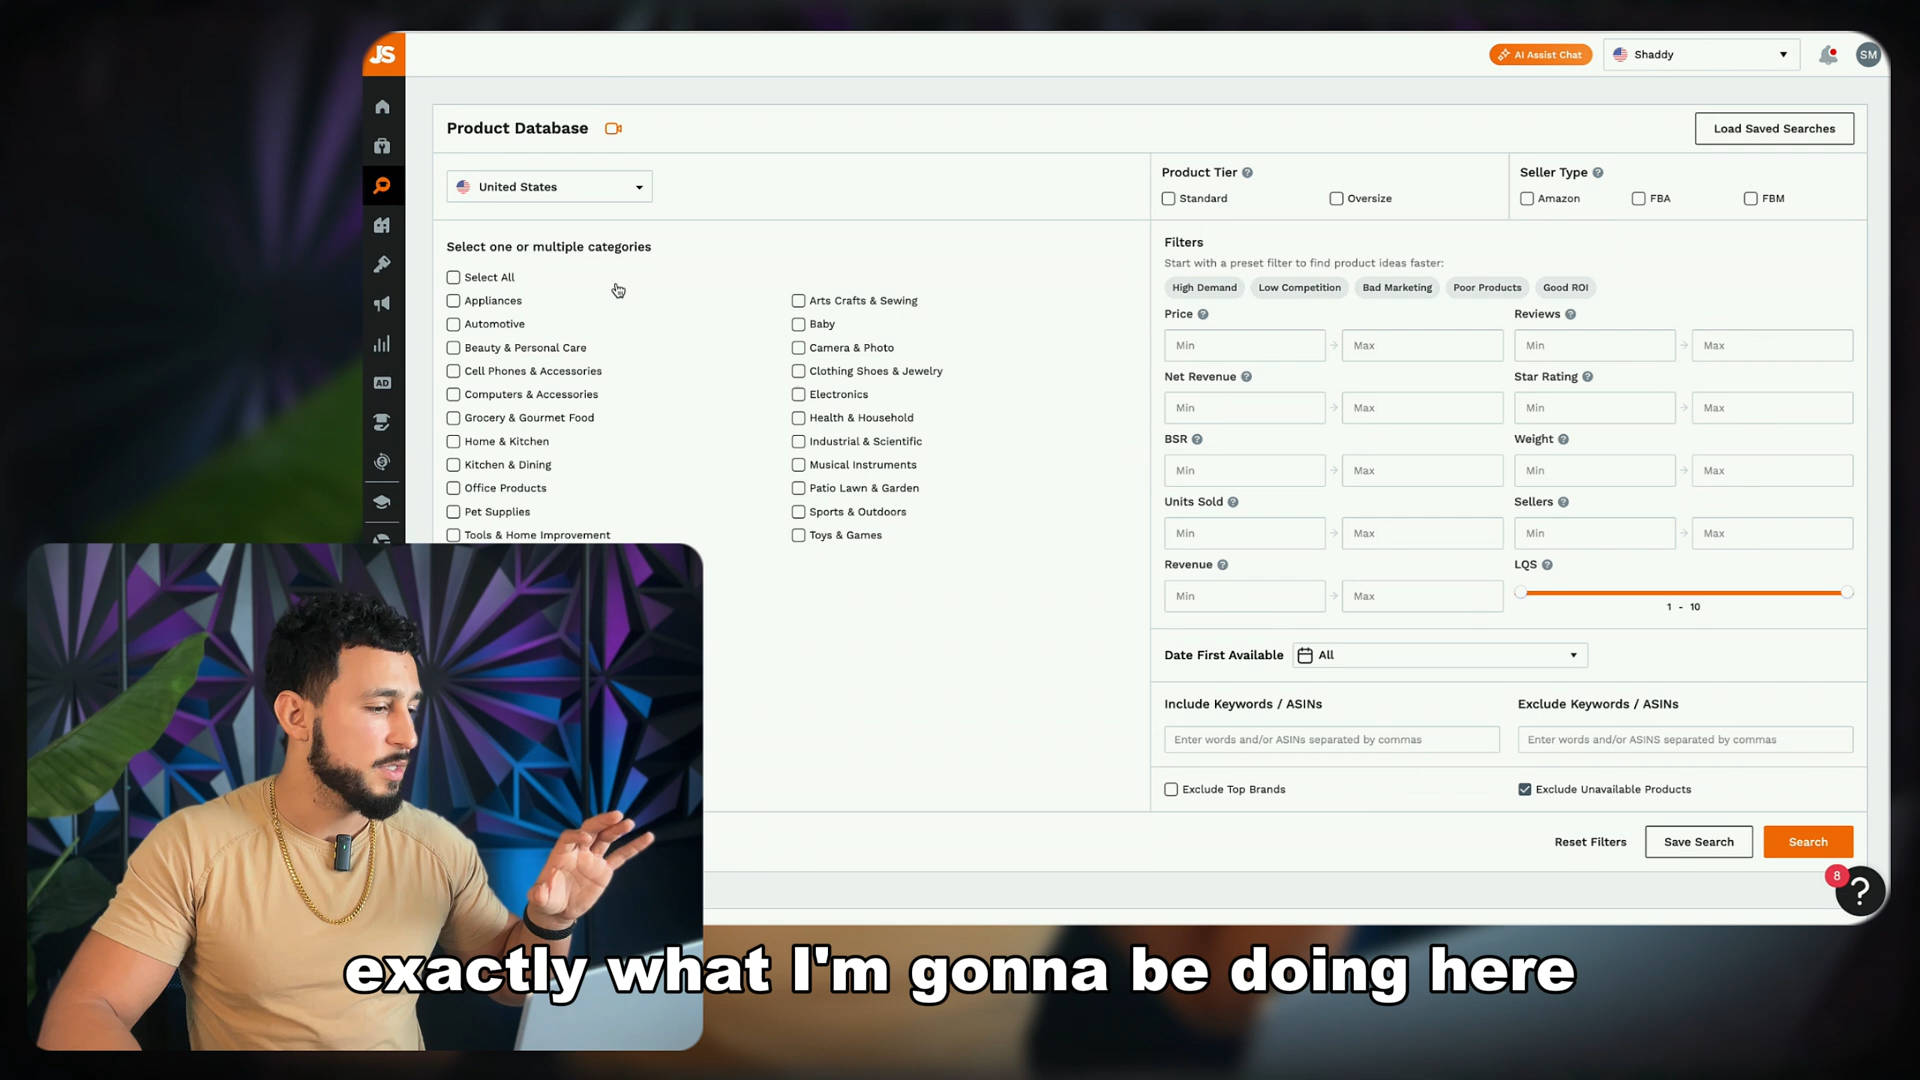 JS
AI Assist Chat
Shaddy
SM
Product Database
Load Saved Searches
United States
Product Tier
Standard
Oversize
Seller Type
Amazon
FBA
FBM
Select one or multiple categories
Select All
Appliances
Arts Crafts & Sewing
Automotive
Baby
Beauty & Personal Care
Camera & Photo
Cell Phones & Accessories
Clothing Shoes & Jewelry
Computers & Accessories
Electronics
Grocery & Gourmet Food
Health & Household
Home & Kitchen
Industrial & Scientific
Kitchen & Dining
Musical Instruments
Office Products
Patio Lawn & Garden
Pet Supplies
Sports & Outdoors
Tools & Home Improvement
Toys & Games
AD
Filters
Start with a preset filter to find product ideas faster:
High Demand
Low Competition
Bad Marketing
Poor Products
Good ROI
Price
Min
Max
Reviews
Min
Max
Net Revenue
Min
Max
Star Rating
Min
Max
BSR
Min
Max
Weight
Min
Max
Units Sold
Min
Max
Sellers
Min
Max
Revenue
Min
Max
LQS
1 - 10
Date First Available
All
Include Keywords / ASINs
Enter words and/or ASINs separated by commas
Exclude Keywords / ASINs
Enter words and/or ASINS separated by commas
Exclude Top Brands
Exclude Unavailable Products
Reset Filters
Save Search
Search
8
?
exactly what I'm gonna be doing here